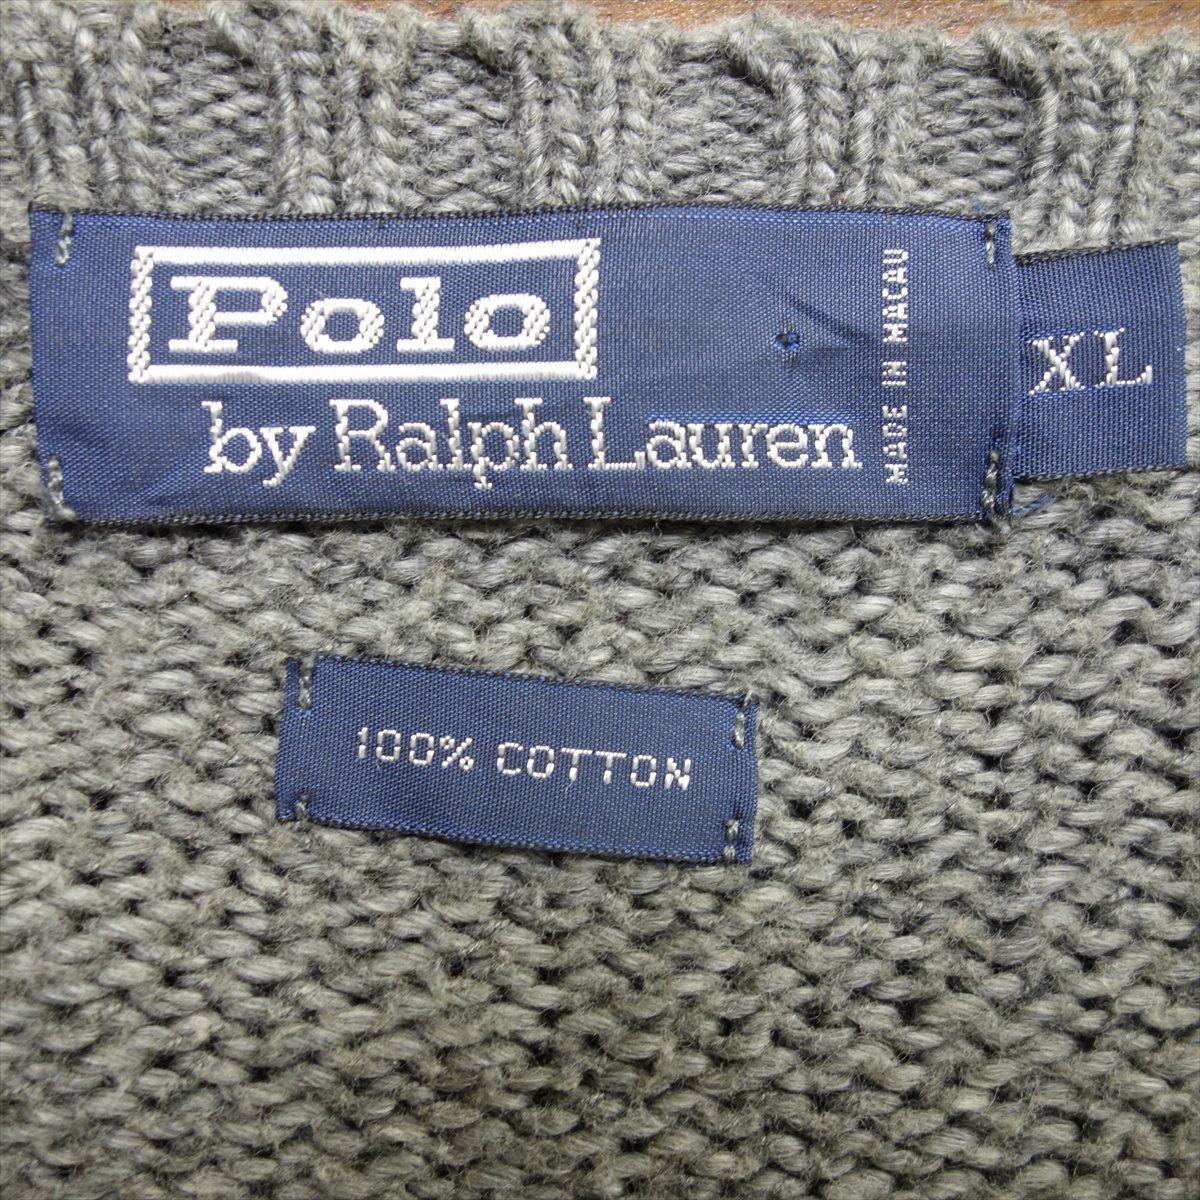 Polo
by Ralph Lauren
MADE IN MACAU
XL
100% COTTON